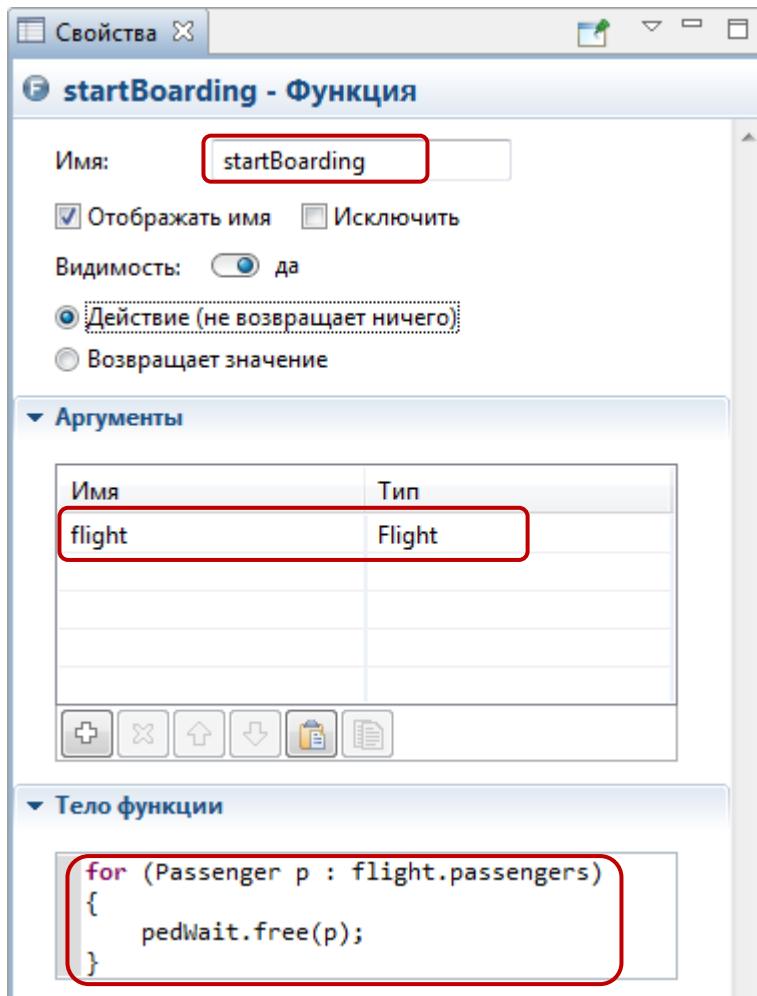 Свойства
startBoarding - Функция
Имя: startBoarding
Отображать имя Исключить
Видимость: да
Действие (не возвращает ничего)
Возвращает значение
Аргументы
Имя Тип
flight Flight
Тело функции
for (Passenger p : flight.passengers)
{
pedWait.free(p);
}